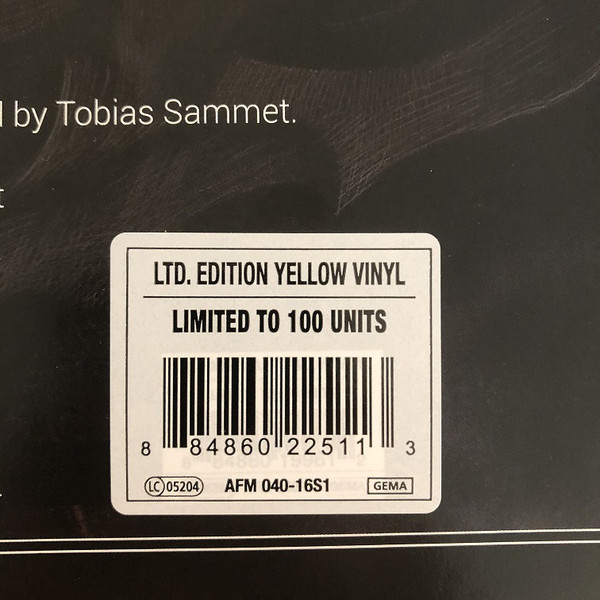 by Tobias Sammet.
t
LTD. EDITION YELLOW VINYL
LIMITED TO 100 UNITS
8 84860 22511 3
LC 05204 AFM 040-16S1 GEMA